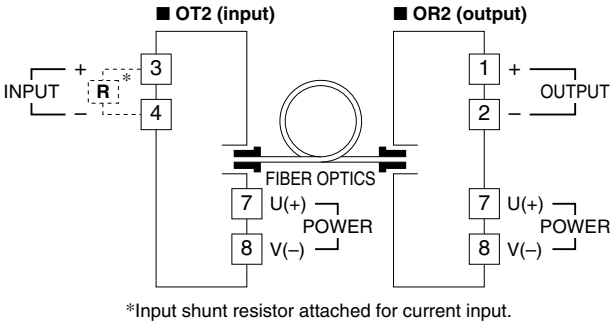 ■ OT2 (input)
■ OR2 (output)
INPUT
+
–
R
*
3
4
FIBER OPTICS
7
U(+)
8
V(–)
POWER
1
+
2
–
OUTPUT
7
U(+)
8
V(–)
POWER
*Input shunt resistor attached for current input.